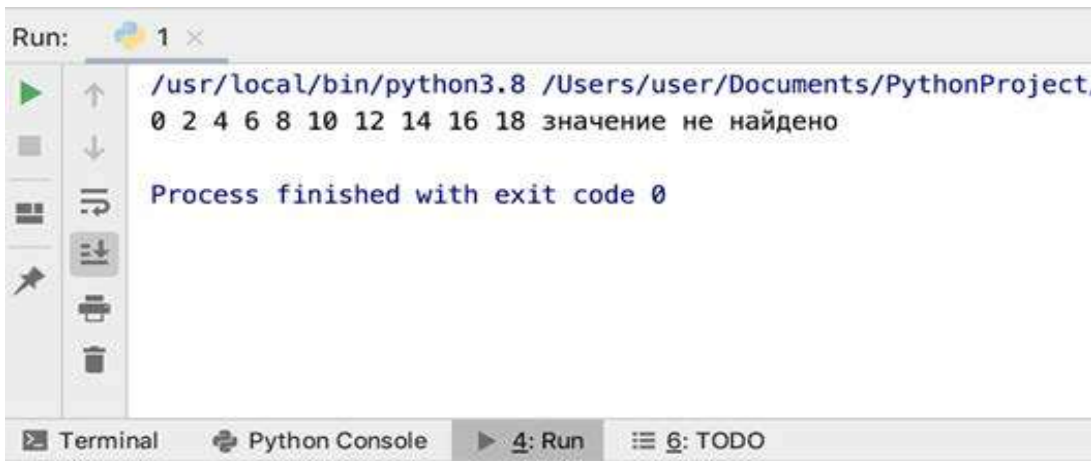 Run: 1
/usr/local/bin/python3.8 /Users/user/Documents/PythonProject/
0 2 4 6 8 10 12 14 16 18 значение не найдено
Process finished with exit code 0
Terminal Python Console 4: Run 6: TODO